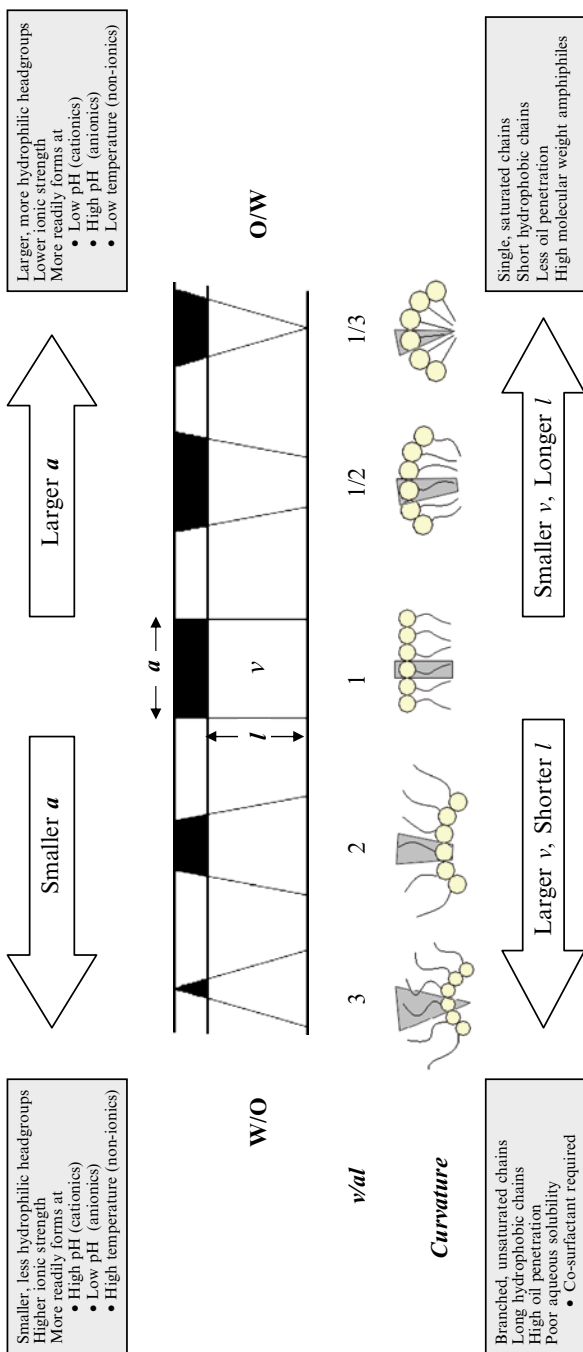 Smaller, less hydrophilic headgroups
Higher ionic strength
More readily forms at
• High pH (cationics)
• Low pH (anionics)
• High temperature (non-ionics)
Smaller a
Larger a
Larger, more hydrophilic headgroups
Lower ionic strength
More readily forms at
• Low pH (cationics)
• High pH (anionics)
• Low temperature (non-ionics)
a
W/O
O/W
l
v
v/al
3
2
1
1/2
1/3
Curvature
Branched, unsaturated chains
Long hydrophobic chains
High oil penetration
Poor aqueous solubility
• Co-surfactant required
Larger v, Shorter l
Smaller v, Longer l
Single, saturated chains
Short hydrophobic chains
Less oil penetration
High molecular weight amphiphiles